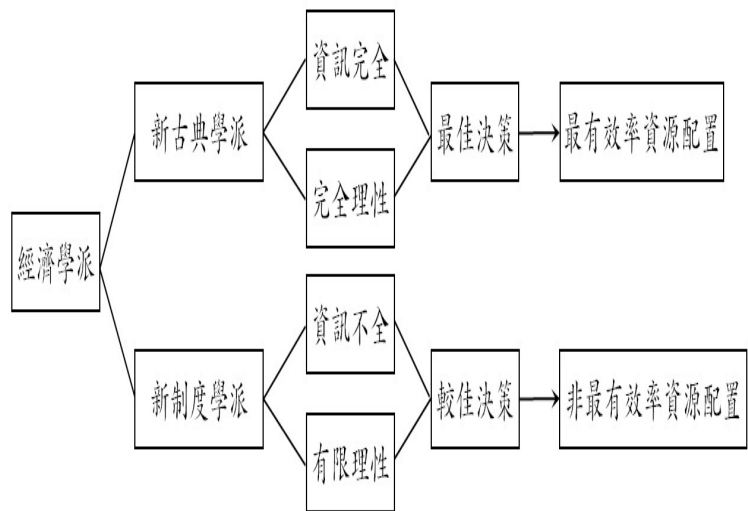 經濟學派
新古典學派
資訊完全
完全理性
最佳決策
最有效率資源配置
新制度學派
資訊不全
有限理性
較佳決策
非最有效率資源配置